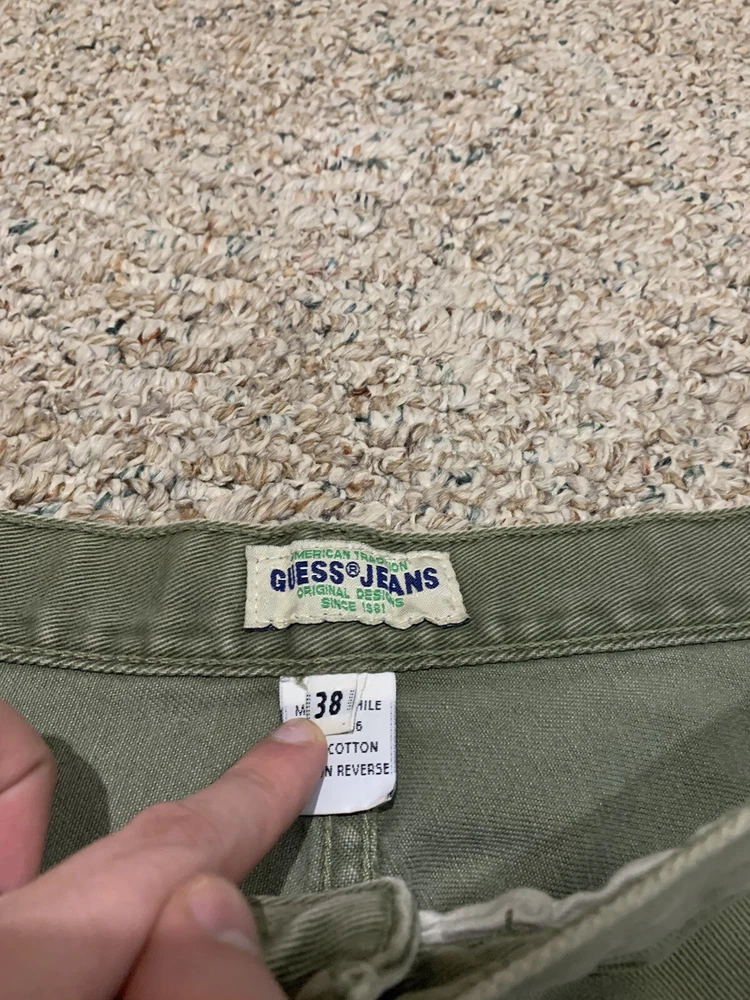 AMERICAN TRADITION
GUESS®JEANS
ORIGINAL DESIGNS
SINCE 1981
38
COTTON
REVERSE